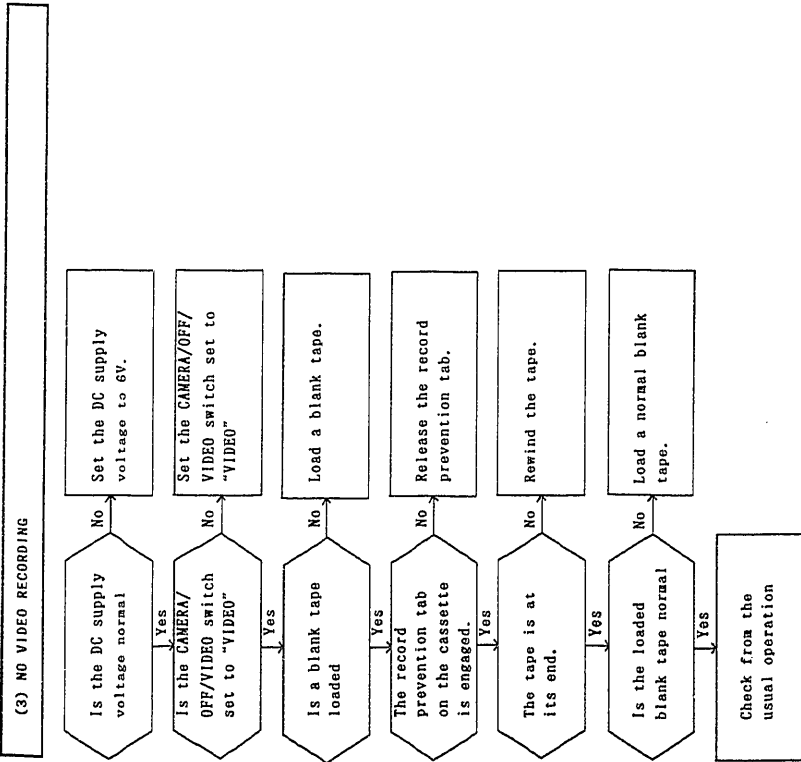 (3) NO VIDEO RECORDING
Is the DC supply
voltage normal
No
Set the DC supply
voltage to 6V.
Yes
Is the CAMERA/
OFF/VIDEO switch
set to "VIDEO"
No
Set the CAMERA/OFF/
VIDEO switch set to
"VIDEO"
Yes
Is a blank tape
loaded
No
Load a blank tape.
Yes
The record
prevention tab
on the cassette
is engaged.
No
Release the record
prevention tab.
Yes
The tape is at
its end.
No
Rewind the tape.
Yes
Is the loaded
blank tape normal
No
Load a normal blank
tape.
Yes
Check from the
usual operation